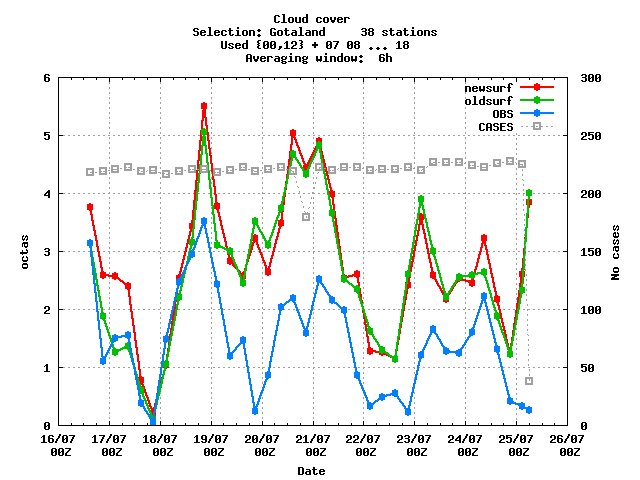 Cloud cover
Selection: Gotaland     38 stations
Used {00,12} + 07 08 ... 18
Averaging window:  6h
6 300
newsurf
oldsurf
OBS
CASES
5 250
4 200
octas
No cases
3 150
2 100
1 50
0 0
16/07 17/07 18/07 19/07 20/07 21/07 22/07 23/07 24/07 25/07 26/07
00Z 00Z 00Z 00Z 00Z 00Z 00Z 00Z 00Z 00Z 00Z
Date